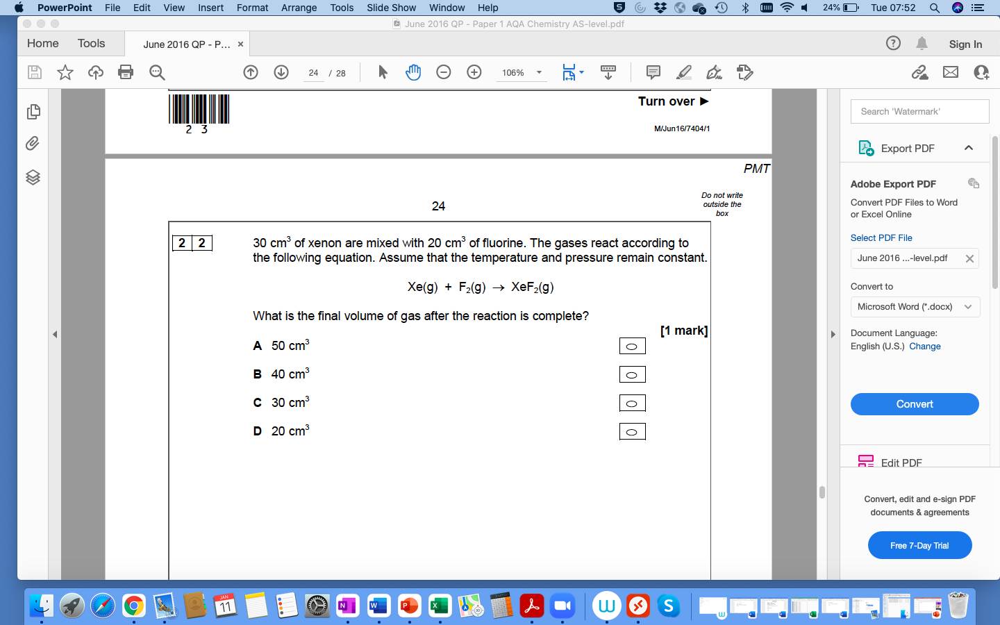 PowerPoint File Edit View Insert Format Arrange Tools Slide Show Window Help 24% Tue 07:52
June 2016 QP - Paper 1 AQA Chemistry AS-level.pdf
Home Tools June 2016 QP - P... × ? Sign In
24 / 28 106%
Turn over ►
2 3
M/Jun16/7404/1
PMT
Do not write
outside the
box
24
2 2
30 cm³ of xenon are mixed with 20 cm³ of fluorine. The gases react according to
the following equation. Assume that the temperature and pressure remain constant.
Xe(g) + F₂(g) → XeF₂(g)
What is the final volume of gas after the reaction is complete?
[1 mark]
A 50 cm³
B 40 cm³
C 30 cm³
D 20 cm³
Search 'Watermark'
Export PDF
Adobe Export PDF
Convert PDF Files to Word
or Excel Online
Select PDF File
June 2016 ...-level.pdf
Convert to
Microsoft Word (*.docx)
Document Language:
English (U.S.) Change
Convert
Edit PDF
Convert, edit and e-sign PDF
documents & agreements
Free 7-Day Trial
JAN
11
N W P X W S